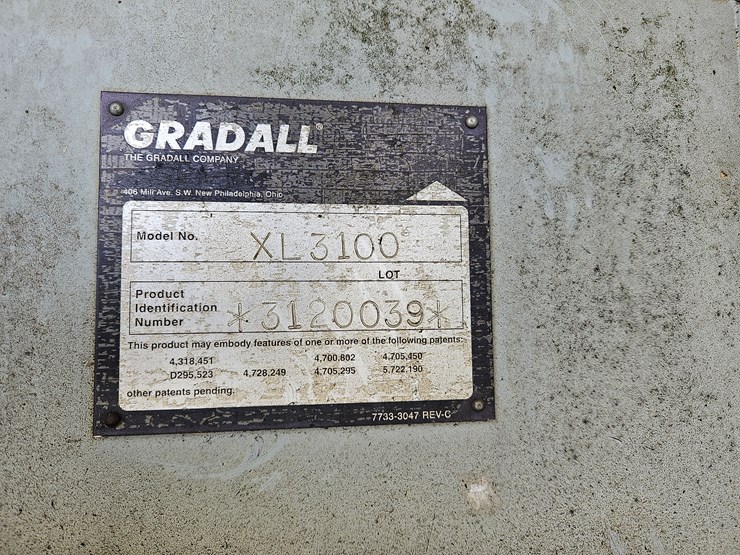 GRADALL®
THE GRADALL COMPANY
406 Mill Ave. S.W. New Philadelphia, Ohio
Model No. XL3100
LOT
Product
Identification
Number *3120039*
This product may embody features of one or more of the following patents:
4,318,451 4,700,802 4,705,450
D295,523 4,728,249 4,705,295 5,722,190
other patents pending.
7733-3047 REV-C